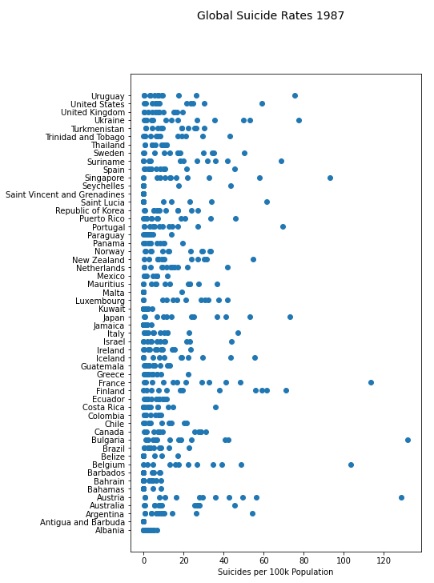 Global Suicide Rates 1987
Uruguay
United States
United Kingdom
Ukraine
Turkmenistan
Trinidad and Tobago
Thailand
Sweden
Suriname
Spain
Singapore
Seychelles
Saint Vincent and Grenadines
Saint Lucia
Republic of Korea
Puerto Rico
Portugal
Paraguay
Panama
Norway
New Zealand
Netherlands
Mexico
Mauritius
Malta
Luxembourg
Kuwait
Japan
Jamaica
Italy
Israel
Ireland
Iceland
Guatemala
Greece
France
Finland
Ecuador
Costa Rica
Colombia
Chile
Canada
Bulgaria
Brazil
Belize
Belgium
Barbados
Bahrain
Bahamas
Austria
Australia
Argentina
Antigua and Barbuda
Albania
0 20 40 60 80 100 120
Suicides per 100k Population